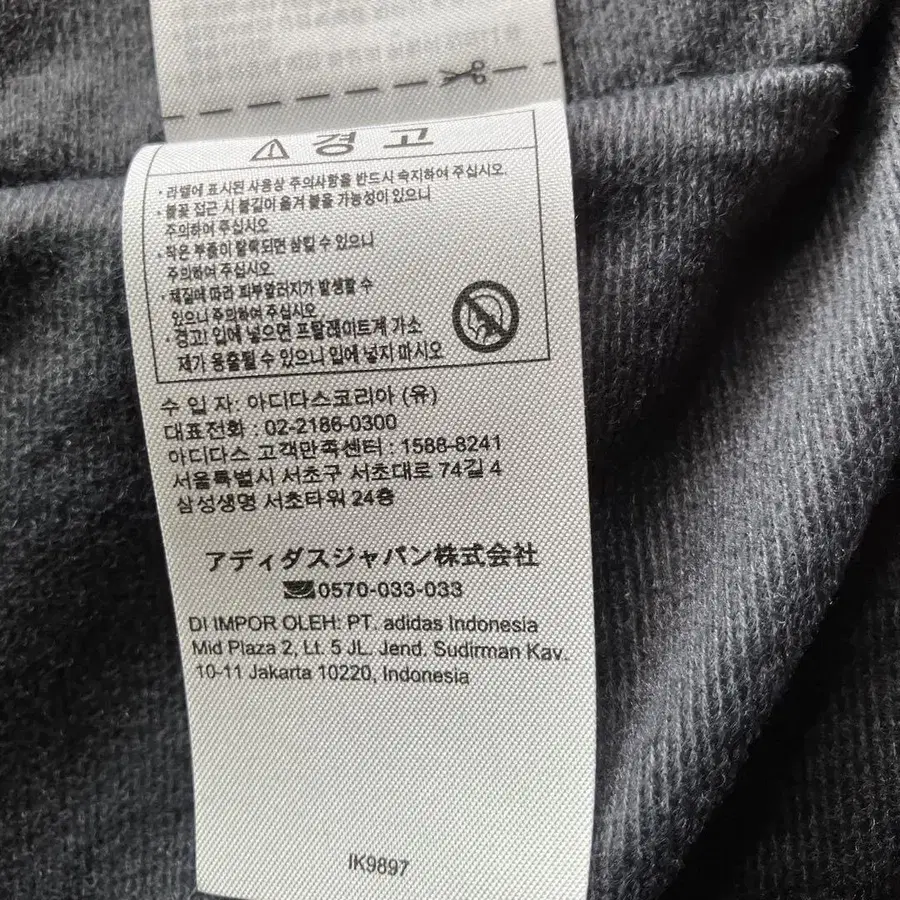 ⚠ 경 고
· 라벨에 표시된 사용상 주의사항을 반드시 숙지하여 주십시오.
· 불꽃 접근 시 불길이 옮겨 붙을 가능성이 있으니
주의하여 주십시오
· 작은 부품이 탈락되면 삼킬 수 있으니
주의하여 주십시오
· 재질에 따라 피부알러지가 발생할 수
있으니 주의하여 주십시오
· 경고! 입에 넣으면 프탈레이트계 가소
제가 용출될 수 있으니 입에 넣지 마시오
수 입 자: 아디다스코리아 (유)
대표전화 : 02-2186-0300
아디다스 고객만족센터 : 1588-8241
서울특별시 서초구 서초대로 74길 4
삼성생명 서초타워 24층
アディダスジャパン株式会社
0570-033-033
DI IMPOR OLEH: PT. adidas Indonesia
Mid Plaza 2, Lt. 5 JL. Jend. Sudirman Kav.
10-11 Jakarta 10220, Indonesia
IK9897